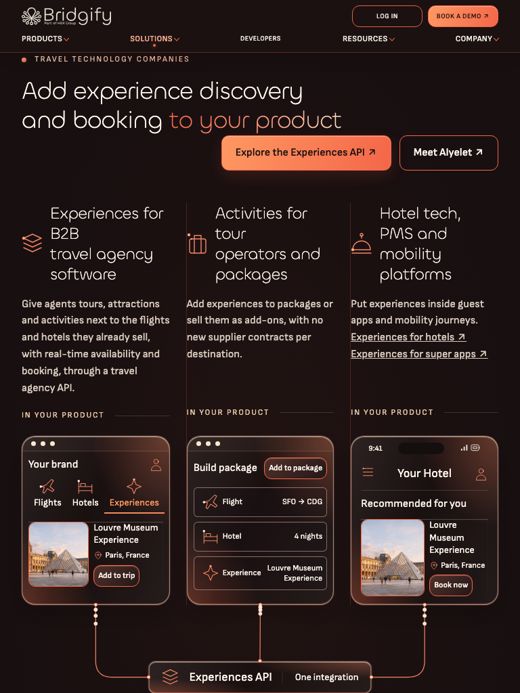 Bridgify
LOG IN
BOOK A DEMO ↗
PRODUCTS
SOLUTIONS
DEVELOPERS
RESOURCES
COMPANY
TRAVEL TECHNOLOGY COMPANIES
Add experience discovery
and booking to your product
Explore the Experiences API ↗
Meet Alyelet ↗
Experiences for
B2B
travel agency
software
Give agents tours, attractions
and activities next to the flights
and hotels they already sell,
with real-time availability and
booking, through a travel
agency API.
IN YOUR PRODUCT
Your brand
Flights
Hotels
Experiences
Louvre Museum
Experience
Paris, France
Add to trip
Activities for
tour
operators and
packages
Add experiences to packages or
sell them as add-ons, with no
new supplier contracts per
destination.
IN YOUR PRODUCT
Build package
Add to package
Flight SFO → CDG
Hotel 4 nights
Experience Louvre Museum
Experience
Hotel tech,
PMS and
mobility
platforms
Put experiences inside guest
apps and mobility journeys.
Experiences for hotels ↗
Experiences for super apps ↗
IN YOUR PRODUCT
9:41
Your Hotel
Recommended for you
Louvre
Museum
Experience
Paris, France
Book now
Experiences API
One integration